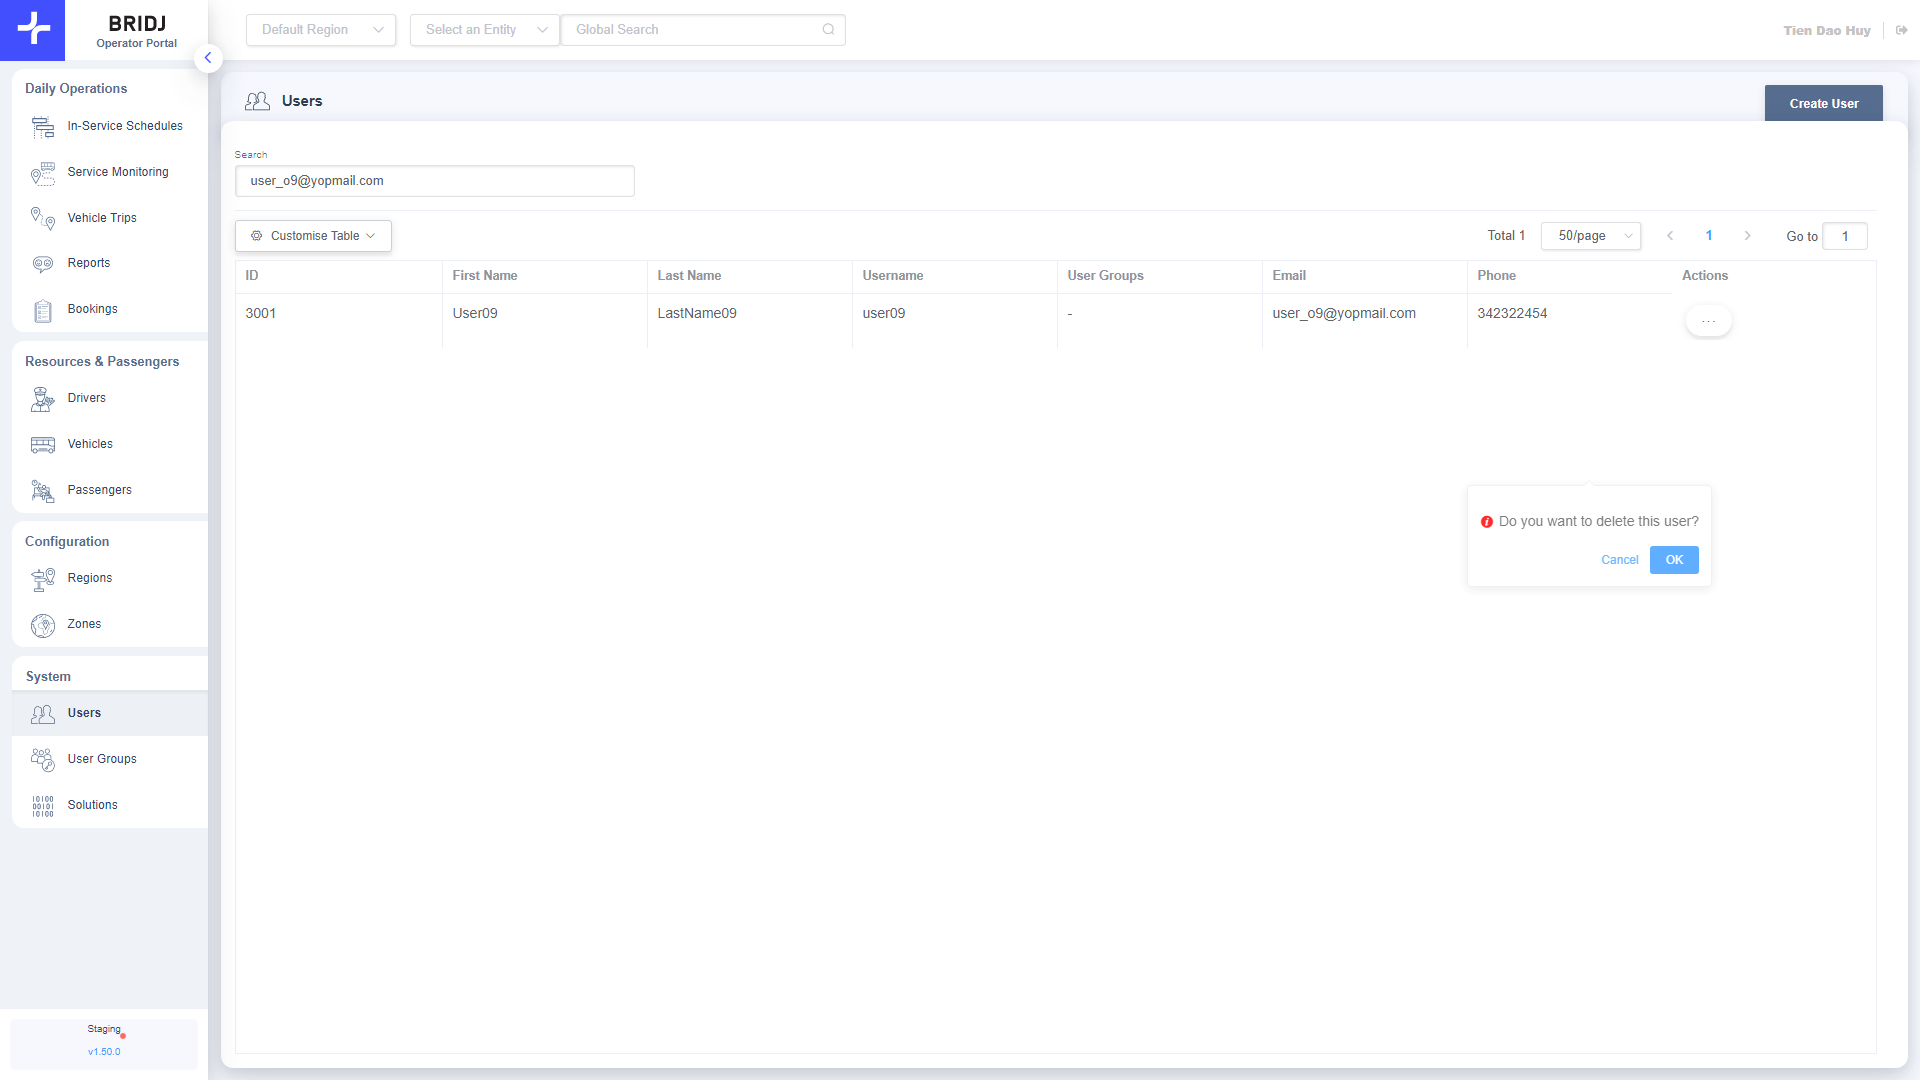 BRIDJ
Operator Portal
Default Region
Select an Entity
Global Search
Tien Dao Huy
Daily Operations
In-Service Schedules
Service Monitoring
Vehicle Trips
Reports
Bookings
Resources & Passengers
Drivers
Vehicles
Passengers
Configuration
Regions
Zones
System
Users
User Groups
Solutions
Staging
v1.50.0
Users
Create User
Search
user_o9@yopmail.com
Customise Table
Total 1 50/page 1 Go to 1
ID First Name Last Name Username User Groups Email Phone Actions
3001 User09 LastName09 user09 - user_o9@yopmail.com 342322454 ...
Do you want to delete this user?
Cancel OK